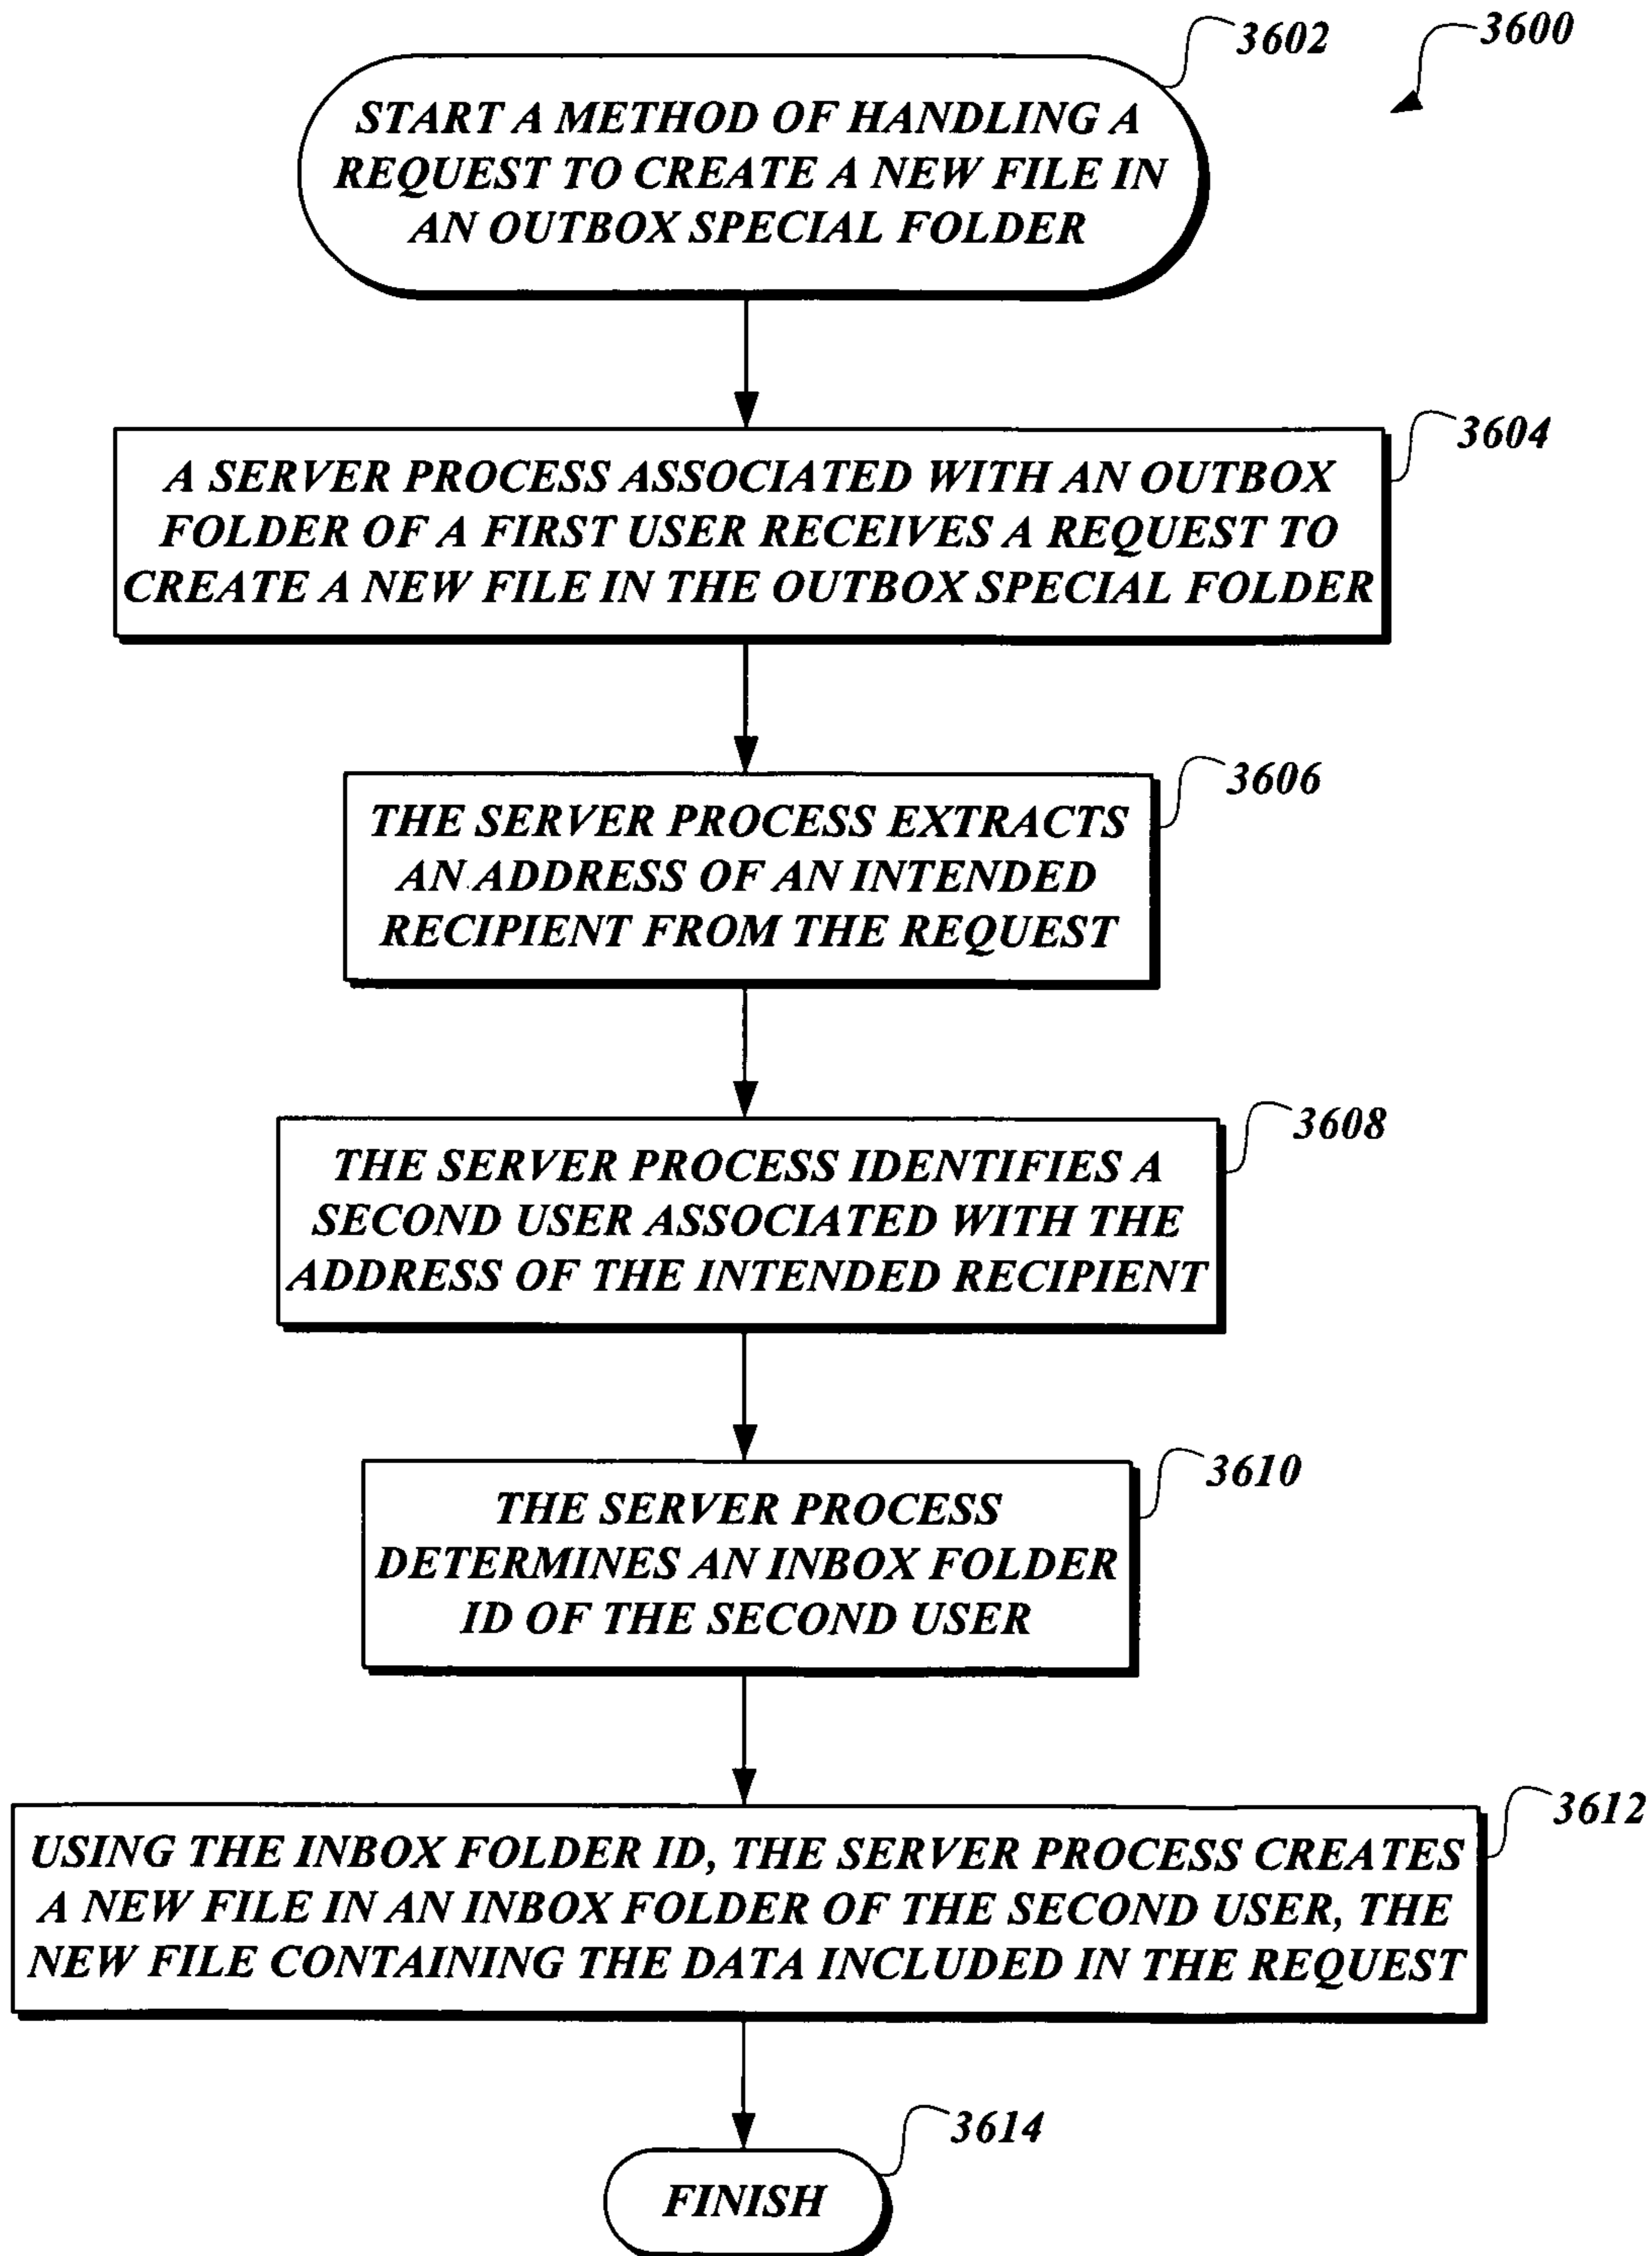 3602
3600
START A METHOD OF HANDLING A
REQUEST TO CREATE A NEW FILE IN
AN OUTBOX SPECIAL FOLDER
3604
A SERVER PROCESS ASSOCIATED WITH AN OUTBOX
FOLDER OF A FIRST USER RECEIVES A REQUEST TO
CREATE A NEW FILE IN THE OUTBOX SPECIAL FOLDER
3606
THE SERVER PROCESS EXTRACTS
AN ADDRESS OF AN INTENDED
RECIPIENT FROM THE REQUEST
3608
THE SERVER PROCESS IDENTIFIES A
SECOND USER ASSOCIATED WITH THE
ADDRESS OF THE INTENDED RECIPIENT
3610
THE SERVER PROCESS
DETERMINES AN INBOX FOLDER
ID OF THE SECOND USER
3612
USING THE INBOX FOLDER ID, THE SERVER PROCESS CREATES
A NEW FILE IN AN INBOX FOLDER OF THE SECOND USER, THE
NEW FILE CONTAINING THE DATA INCLUDED IN THE REQUEST
3614
FINISH